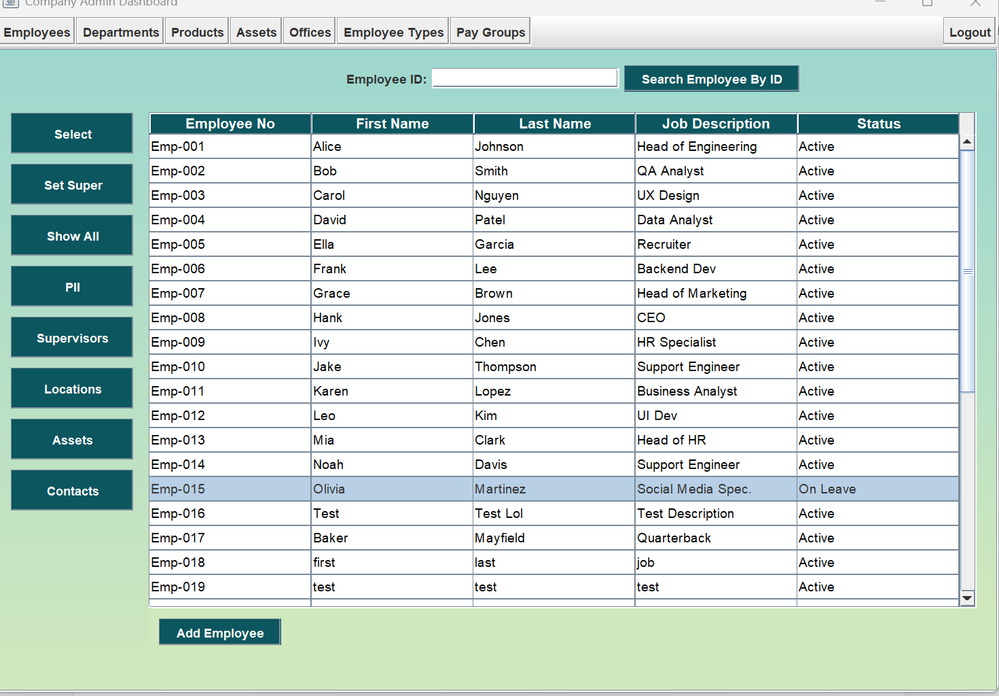 Company Admin Dashboard
Employees Departments Products Assets Offices Employee Types Pay Groups Logout
Employee ID: Search Employee By ID
Select
Set Super
Show All
PII
Supervisors
Locations
Assets
Contacts
Employee No First Name Last Name Job Description Status
Emp-001 Alice Johnson Head of Engineering Active
Emp-002 Bob Smith QA Analyst Active
Emp-003 Carol Nguyen UX Design Active
Emp-004 David Patel Data Analyst Active
Emp-005 Ella Garcia Recruiter Active
Emp-006 Frank Lee Backend Dev Active
Emp-007 Grace Brown Head of Marketing Active
Emp-008 Hank Jones CEO Active
Emp-009 Ivy Chen HR Specialist Active
Emp-010 Jake Thompson Support Engineer Active
Emp-011 Karen Lopez Business Analyst Active
Emp-012 Leo Kim UI Dev Active
Emp-013 Mia Clark Head of HR Active
Emp-014 Noah Davis Support Engineer Active
Emp-015 Olivia Martinez Social Media Spec. On Leave
Emp-016 Test Test Lol Test Description Active
Emp-017 Baker Mayfield Quarterback Active
Emp-018 first last job Active
Emp-019 test test test Active
Add Employee